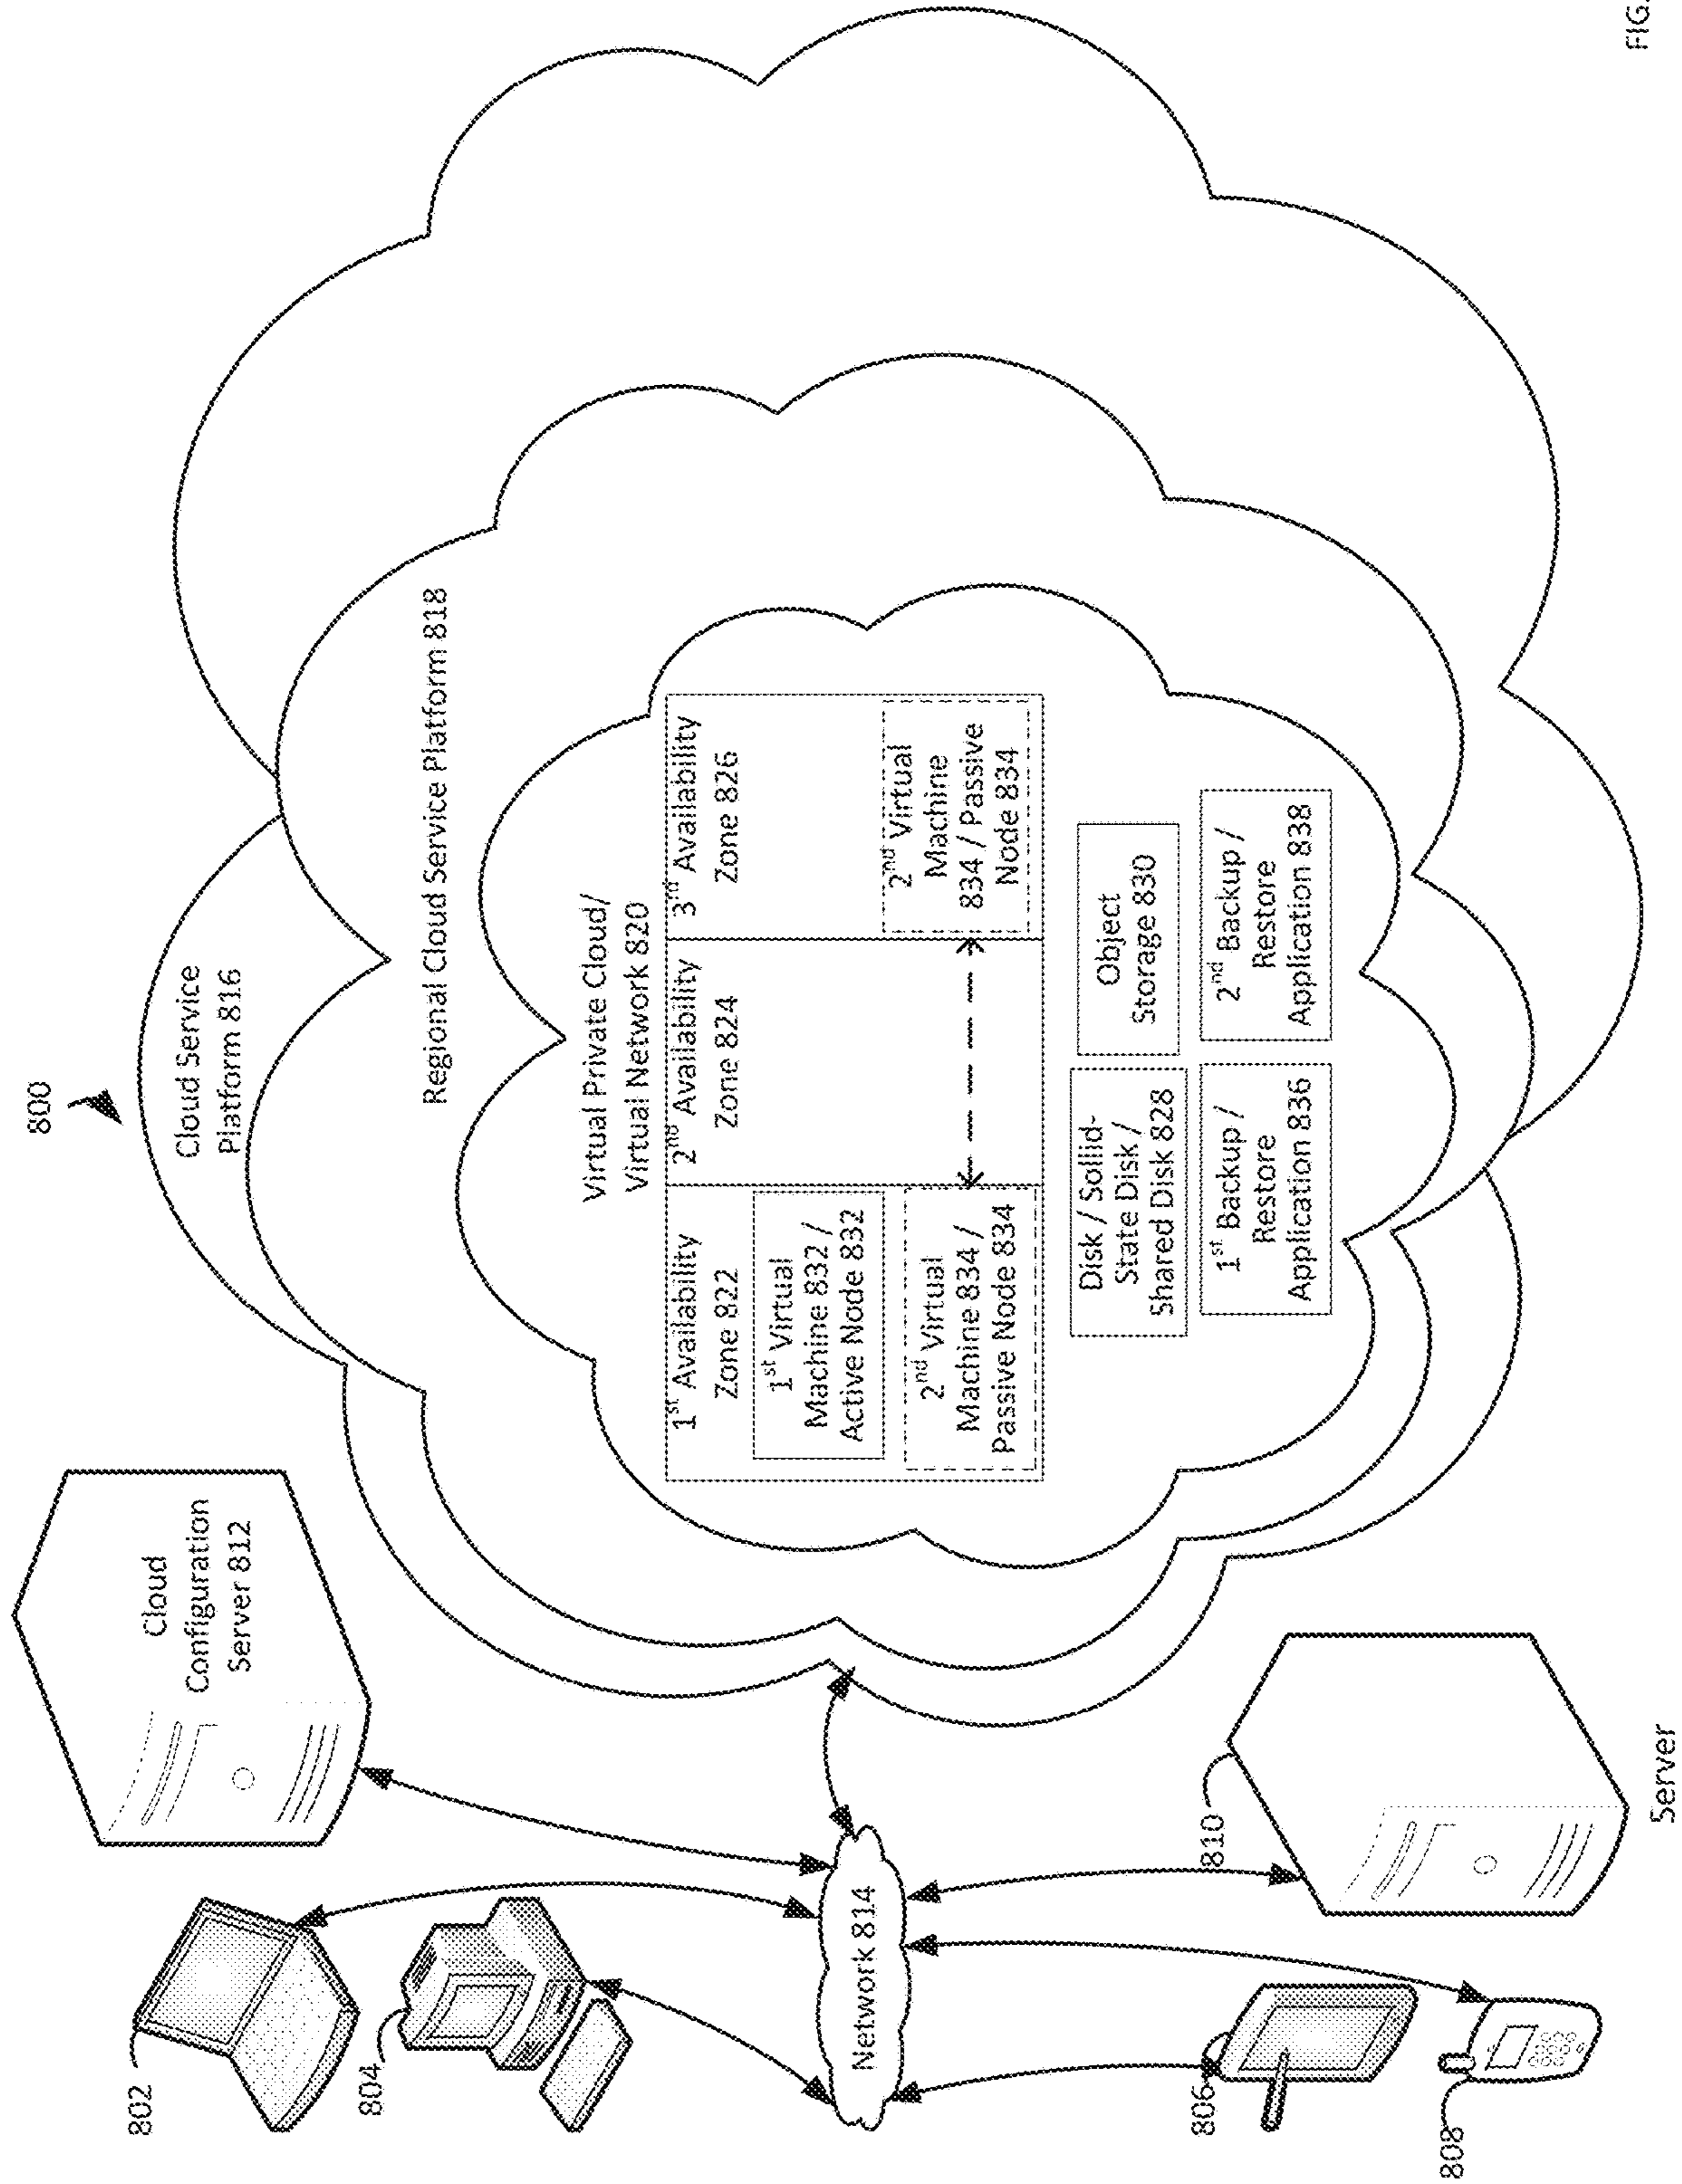 800
Cloud Service
Platform 816
Regional Cloud Service Platform 818
Virtual Private Cloud/
Virtual Network 820
1st Availability
Zone 822
2nd Availability
Zone 824
3rd Availability
Zone 826
1st Virtual
Machine 832 /
Active Node 832
2nd Virtual
Machine 834 /
Passive Node 834
2nd Virtual
Machine
834 / Passive
Node 834
Disk / Sollid-
State Disk /
Shared Disk 828
Object
Storage 830
1st Backup /
Restore
Application 836
2nd Backup /
Restore
Application 838
Cloud
Configuration
Server 812
802
804
Network 814
806
808
810
Server
FIG.